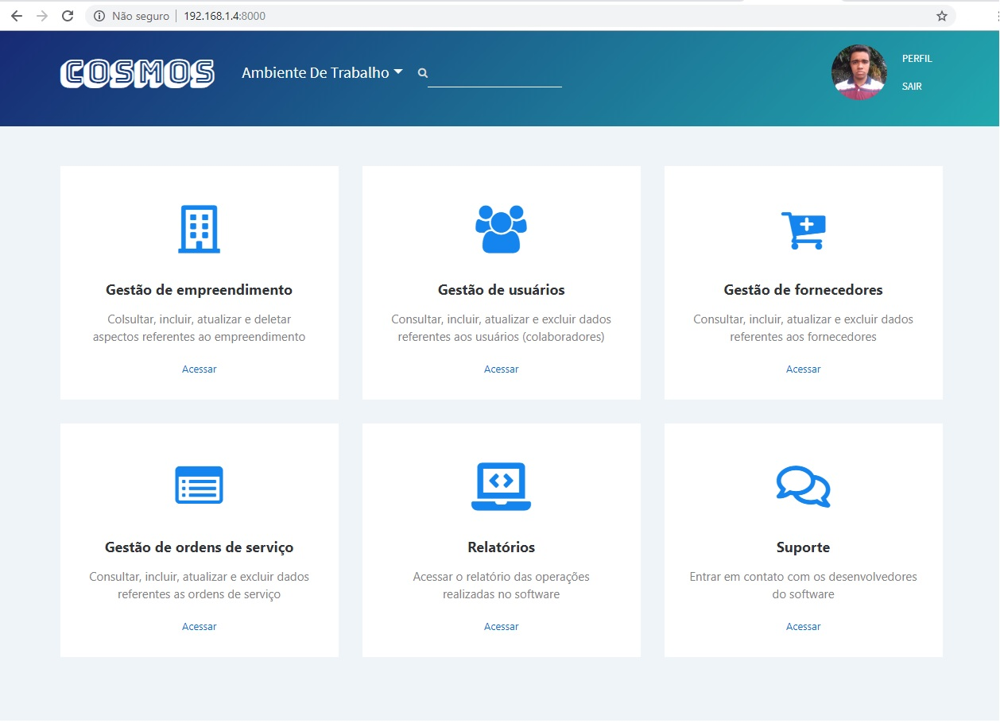 Não seguro | 192.168.1.4:8000
COSMOS
Ambiente De Trabalho
PERFIL
SAIR
Gestão de empreendimento
Colsultar, incluir, atualizar e deletar
aspectos referentes ao empreendimento
Acessar
Gestão de usuários
Consultar, incluir, atualizar e excluir dados
referentes aos usuários (colaboradores)
Acessar
Gestão de fornecedores
Consultar, incluir, atualizar e excluir dados
referentes aos fornecedores
Acessar
Gestão de ordens de serviço
Consultar, incluir, atualizar e excluir dados
referentes as ordens de serviço
Acessar
Relatórios
Acessar o relatório das operações
realizadas no software
Acessar
Suporte
Entrar em contato com os desenvolvedores
do software
Acessar